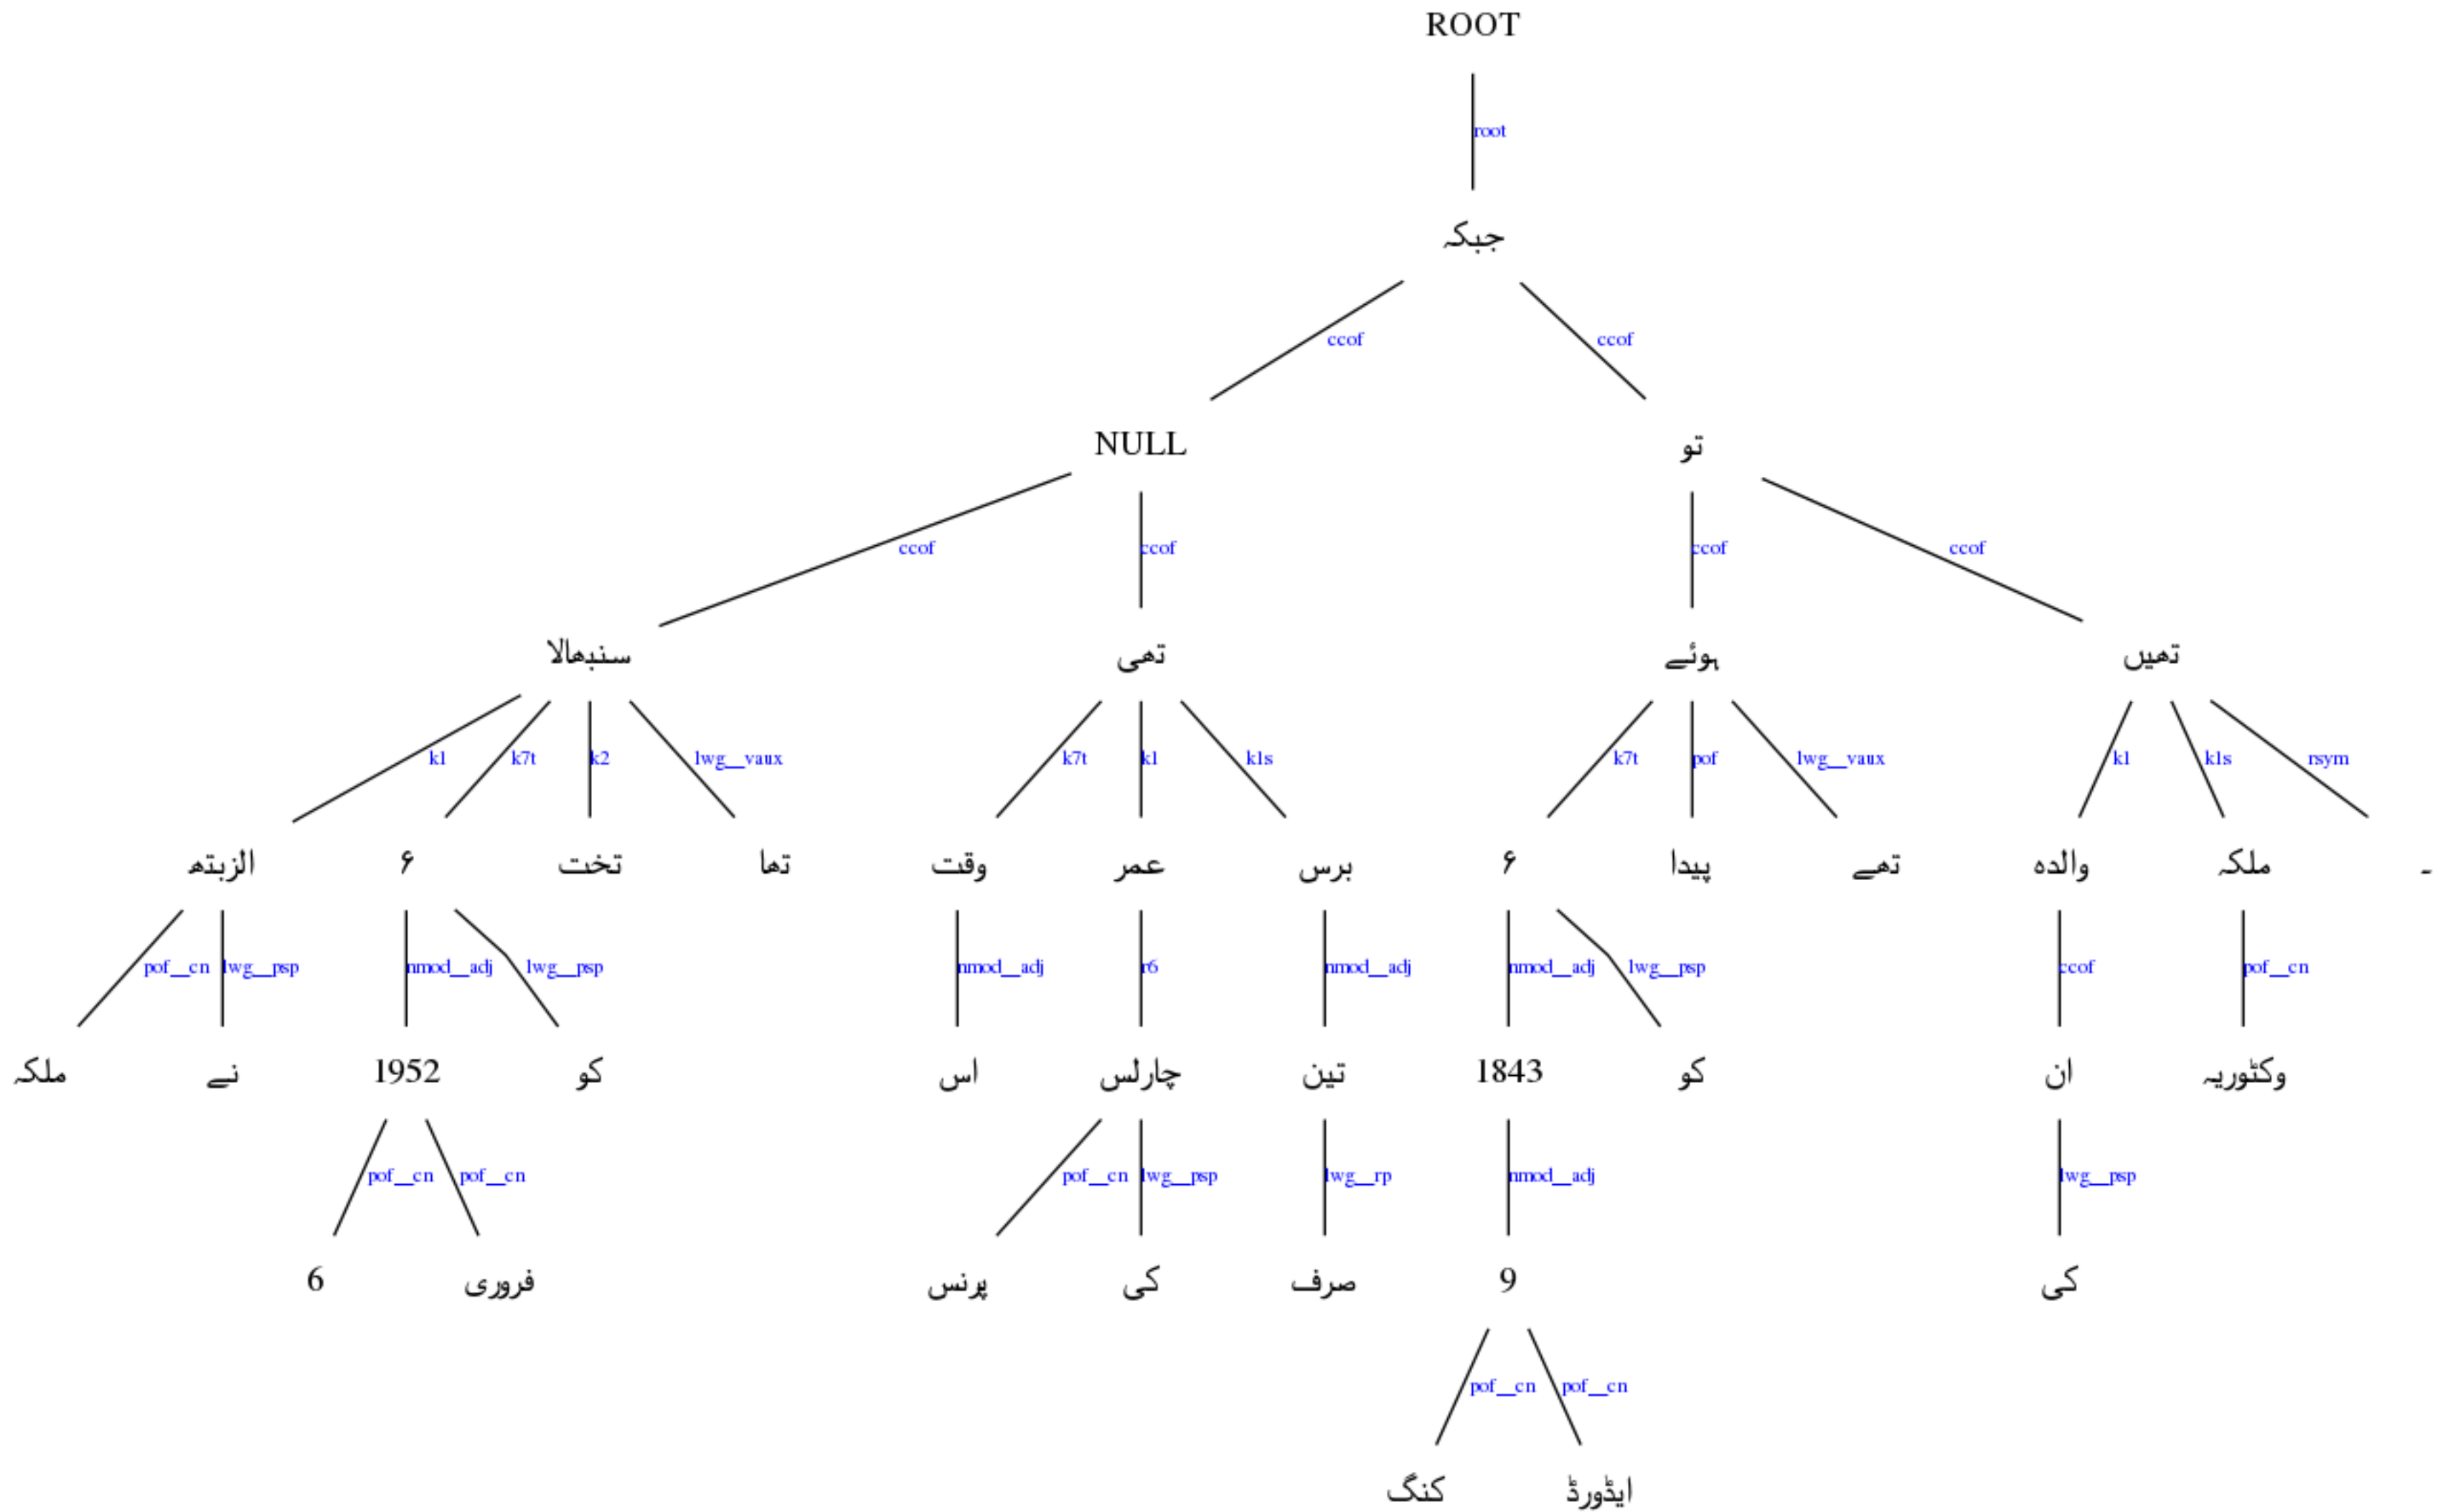 ROOT
root
جبکہ
ccof ccof
NULL تو
ccof ccof ccof ccof
سنبھالا تھی ہوئے تھیں
k1 k7t k2 lwg__vaux k7t k1 k1s k7t pof lwg__vaux k1 k1s rsym
الزبتھ ۶ تخت تھا وقت عمر برس ۶ پیدا تھے والدہ ملکہ ۔
pof__cn lwg__psp nmod__adj lwg__psp nmod__adj r6 nmod__adj nmod__adj lwg__psp ccof pof__cn
ملکہ نے 1952 کو اس چارلس تین 1843 کو ان وکٹوریہ
pof__cn pof__cn pof__cn lwg__psp lwg__rp nmod__adj lwg__psp
6 فروری پرنس کی صرف 9 کی
pof__cn pof__cn
کنگ ایڈورڈ